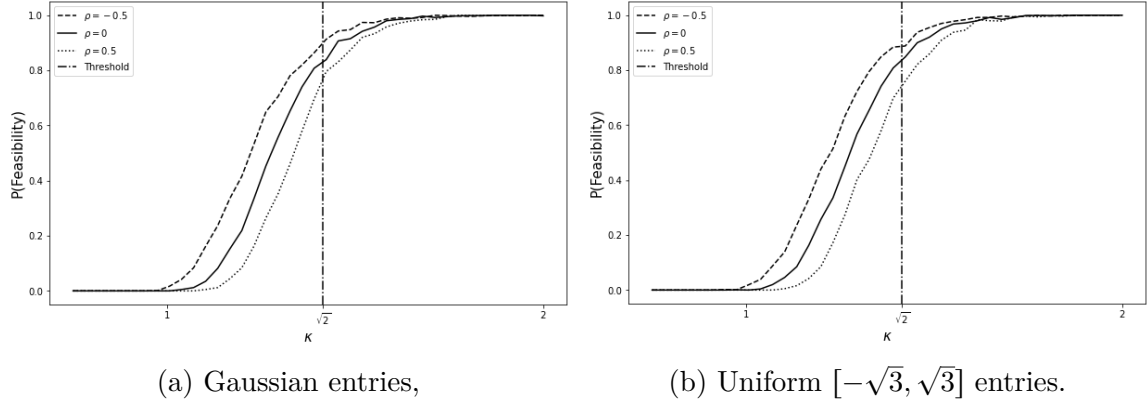 1.0
0.8
0.6
0.4
0.2
0.0
P(Feasibility)
ρ = −0.5
ρ = 0
ρ = 0.5
Threshold
1
√2
2
κ
(a) Gaussian entries,
1.0
0.8
0.6
0.4
0.2
0.0
P(Feasibility)
ρ = −0.5
ρ = 0
ρ = 0.5
Threshold
1
√2
2
κ
(b) Uniform [−√3, √3] entries.